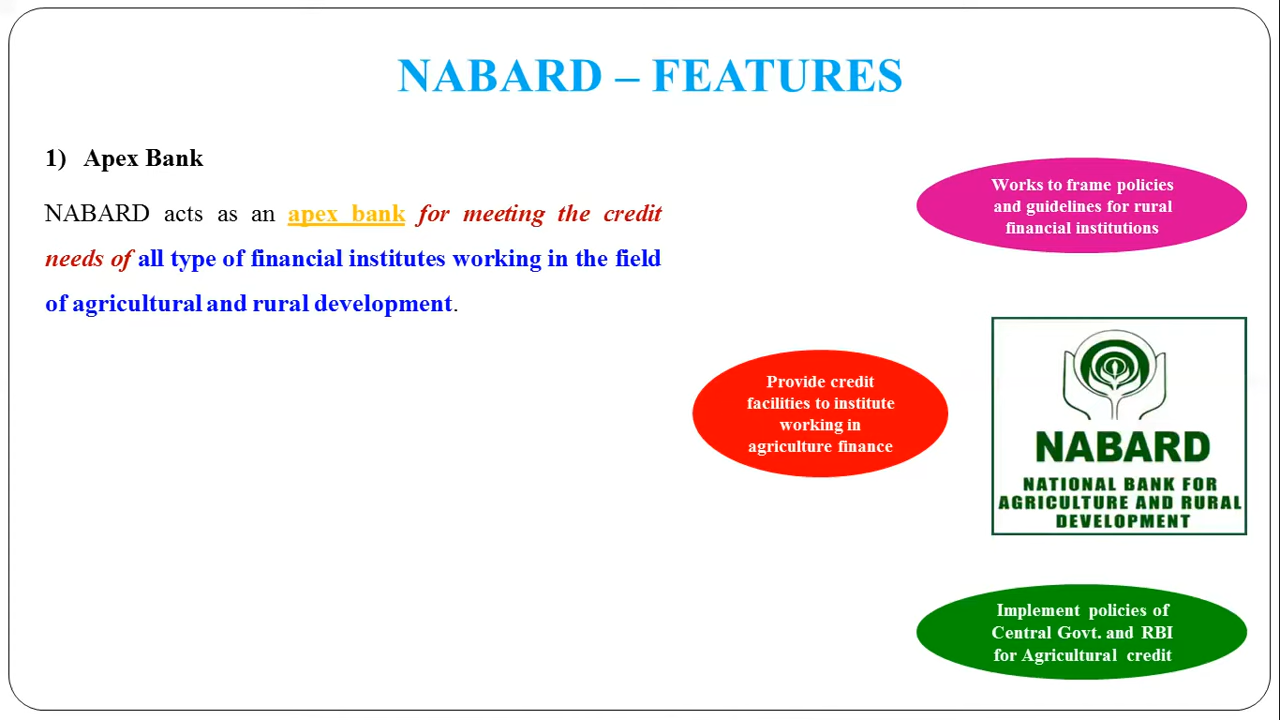 NABARD – FEATURES
1) Apex Bank
NABARD acts as an apex bank for meeting the credit
needs of all type of financial institutes working in the field
of agricultural and rural development.
Works to frame policies
and guidelines for rural
financial institutions
Provide credit
facilities to institute
working in
agriculture finance
NABARD
NATIONAL BANK FOR
AGRICULTURE AND RURAL
DEVELOPMENT
Implement policies of
Central Govt. and RBI
for Agricultural credit